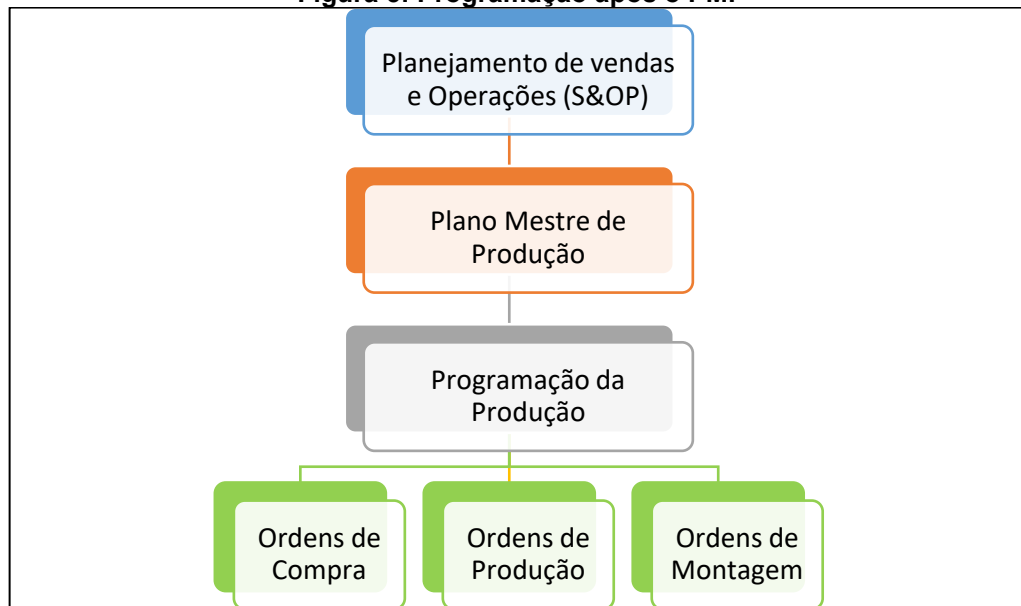 Figura Programação após o
Planejamento de vendas
e Operações (S&OP)
Plano Mestre de
Produção
Programação da
Produção
Ordens de
Compra
Ordens de
Produção
Ordens de
Montagem